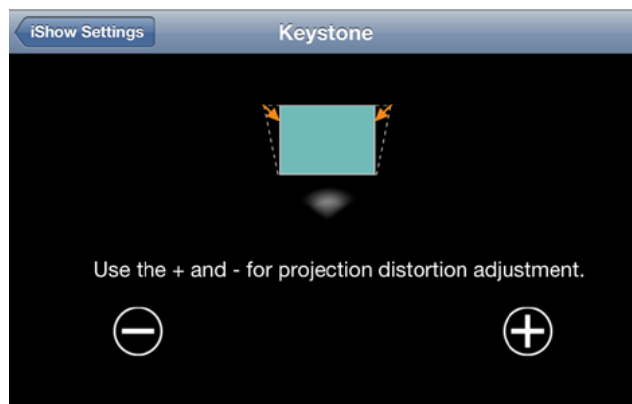 iShow Settings
Keystone
Use the + and - for projection distortion adjustment.